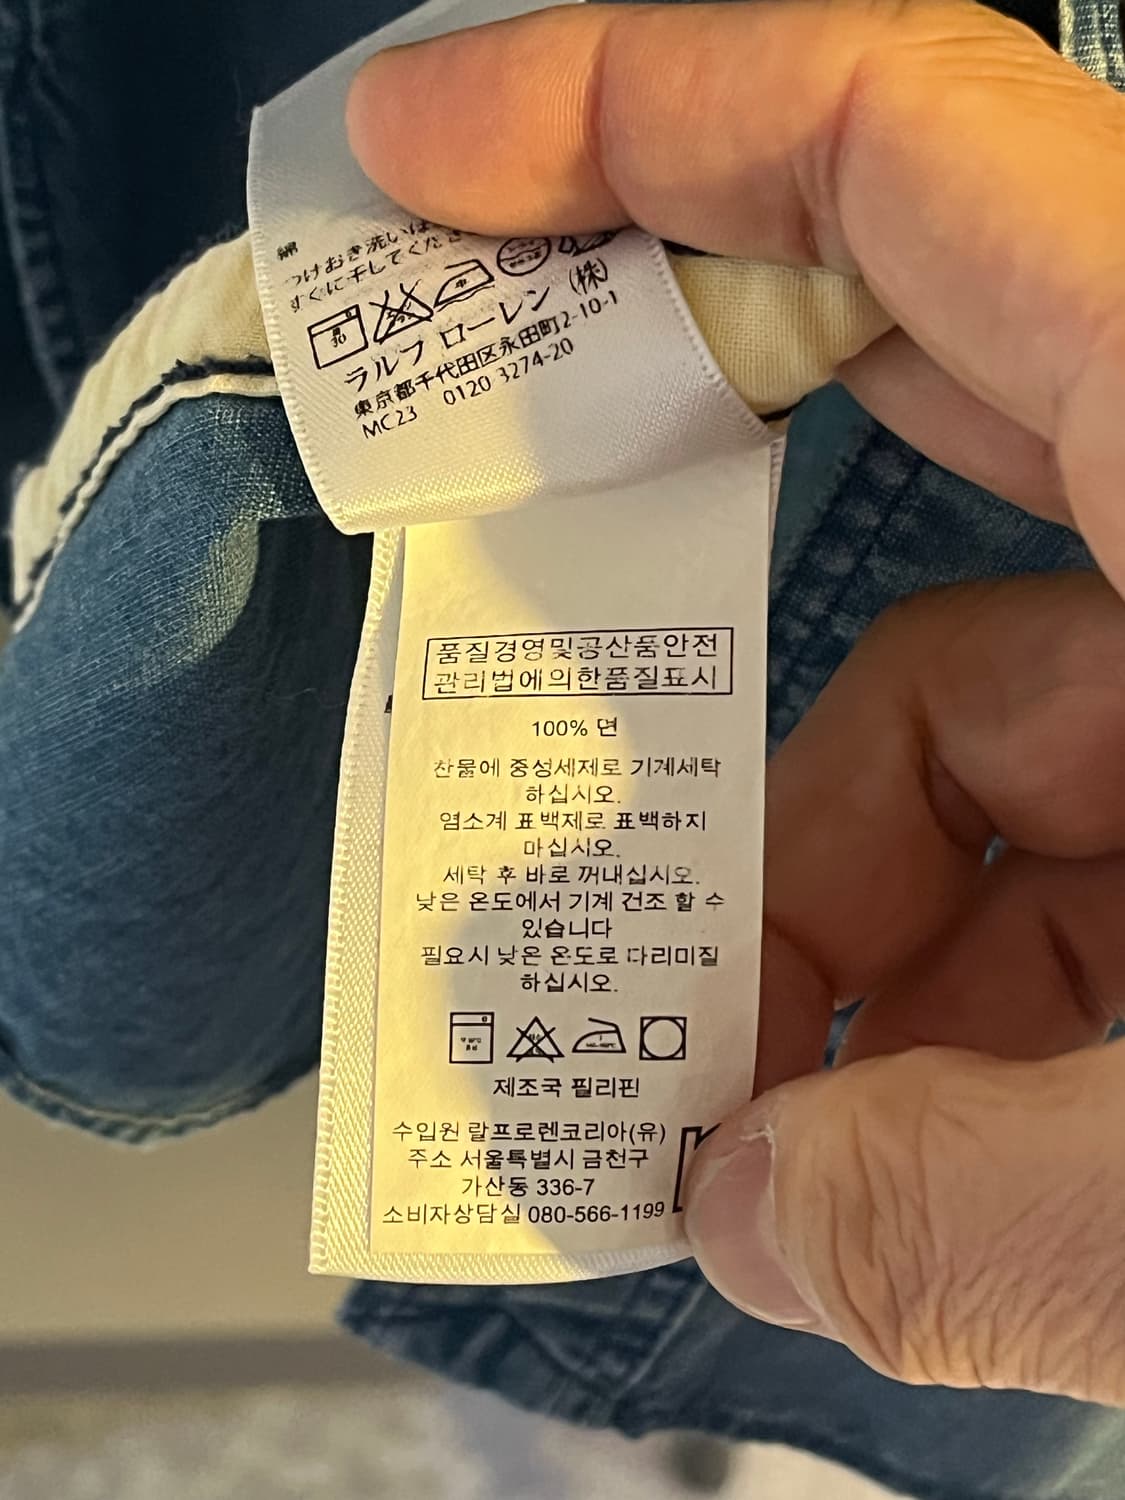 綿
つけおき洗いは
すぐに干してくだ
ラルフ ローレン (株)
東京都千代田区永田町2-10-1
MC23 0120 3274-20
품질경영및공산품안전
관리법에의한품질표시
100% 면
찬물에 중성세제로 기계세탁
하십시오.
염소계 표백제로 표백하지
마십시오.
세탁 후 바로 꺼내십시오.
낮은 온도에서 기계 건조 할 수
있습니다
필요시 낮은 온도로 다리미질
하십시오.
제조국 필리핀
수입원 랄프로렌코리아(유)
주소 서울특별시 금천구
가산동 336-7
소비자상담실 080-566-1199